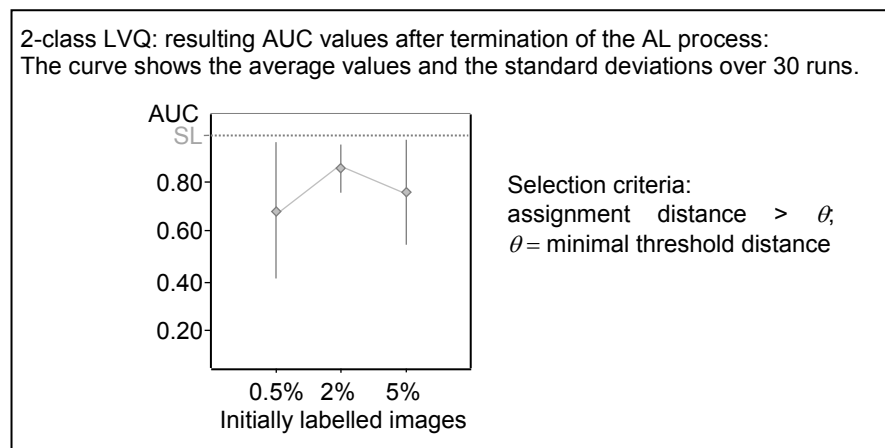 2-class LVQ: resulting AUC values after termination of the AL process:
The curve shows the average values and the standard deviations over 30 runs.
AUC
SL
0.80
0.60
0.40
0.20
0.5% 2% 5%
Initially labelled images
Selection criteria:
assignment distance > θ;
θ = minimal threshold distance